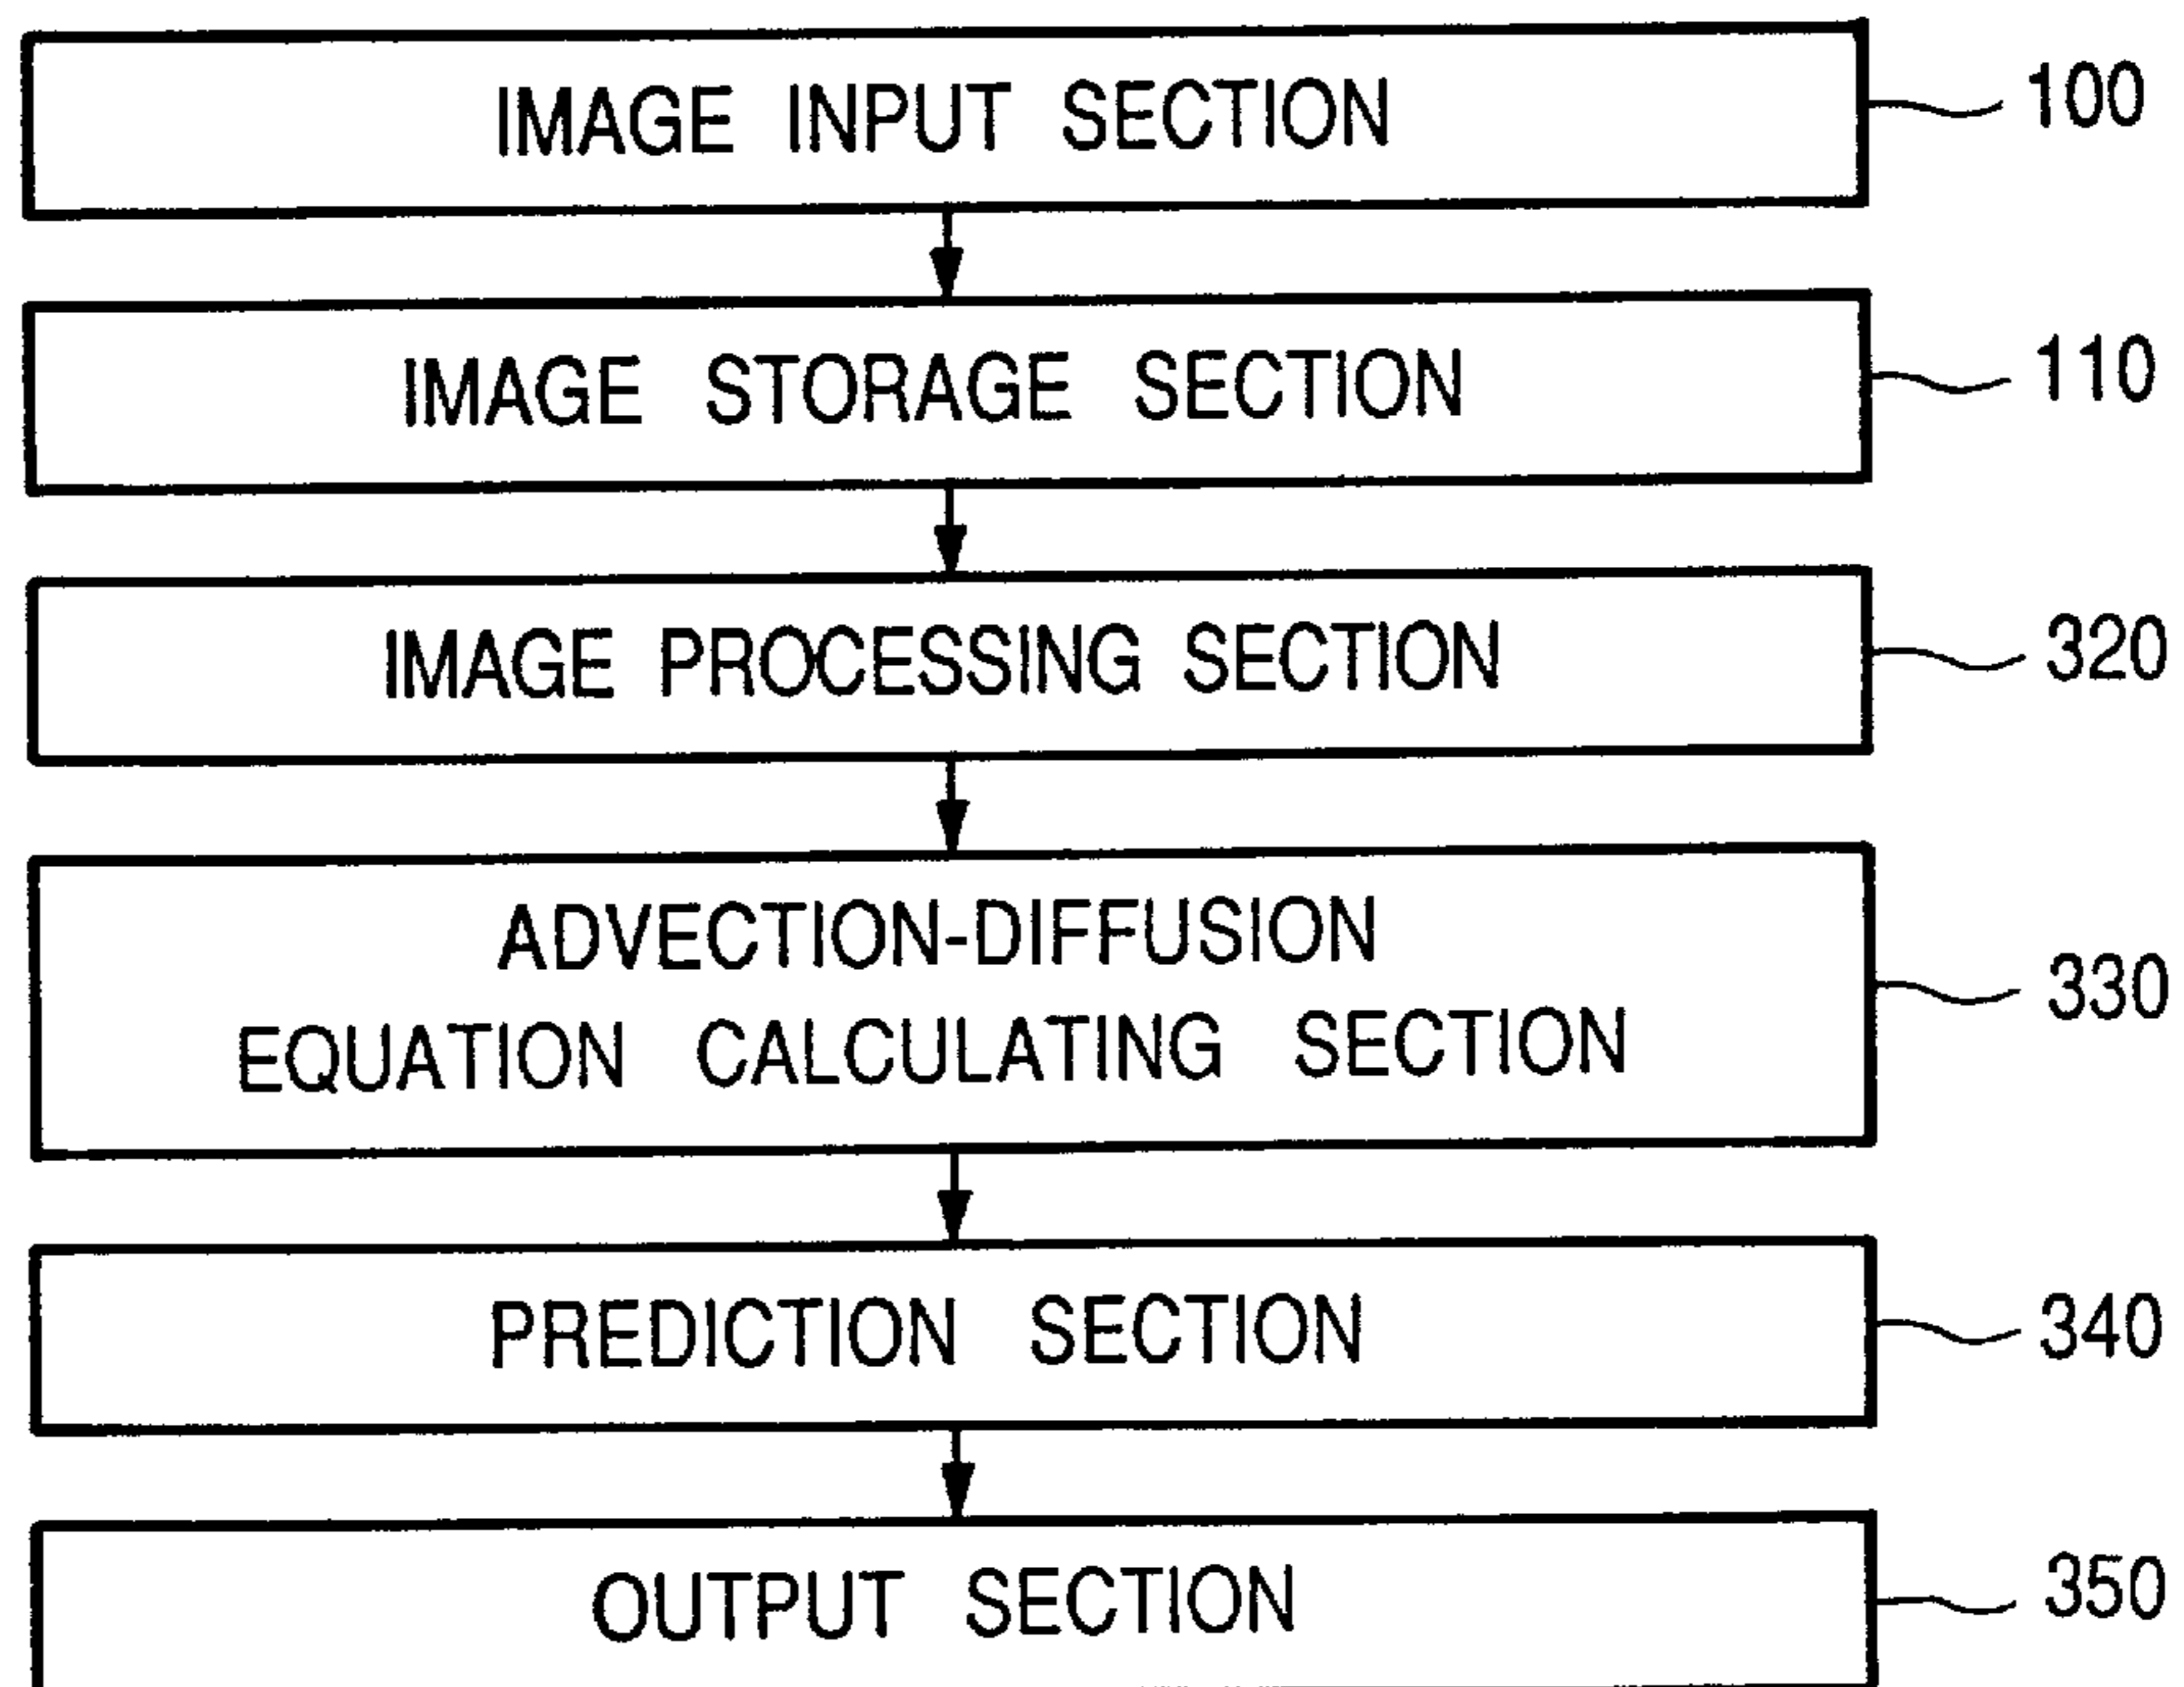 IMAGE INPUT SECTION 100
IMAGE STORAGE SECTION 110
IMAGE PROCESSING SECTION 320
ADVECTION-DIFFUSION
EQUATION CALCULATING SECTION
330
PREDICTION SECTION 340
OUTPUT SECTION 350